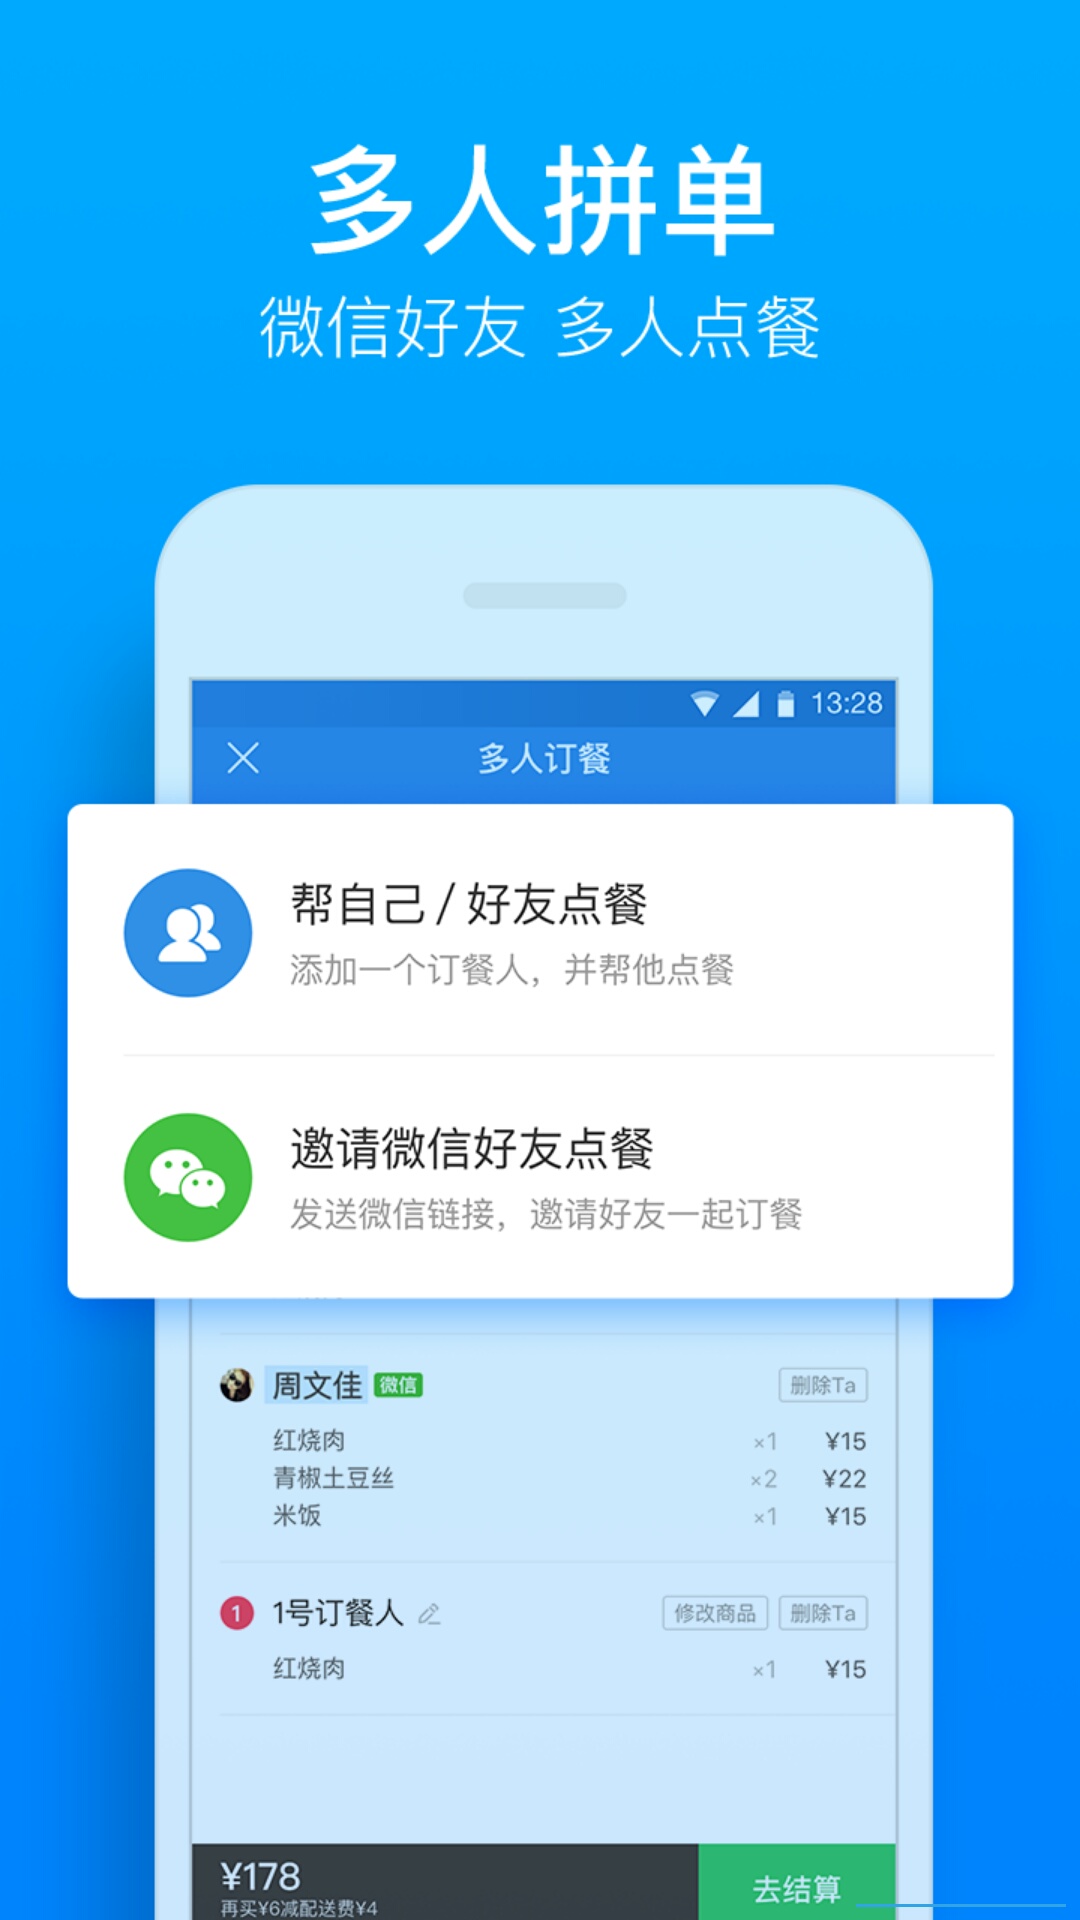 多人拼单
微信好友 多人点餐
13:28
多人订餐
帮自己 / 好友点餐
添加一个订餐人，并帮他点餐
邀请微信好友点餐
发送微信链接，邀请好友一起订餐
周文佳 微信 删除Ta
红烧肉 ×1 ¥15
青椒土豆丝 ×2 ¥22
米饭 ×1 ¥15
1 1号订餐人 修改商品 删除Ta
红烧肉 ×1 ¥15
¥178
再买¥6减配送费¥4
去结算